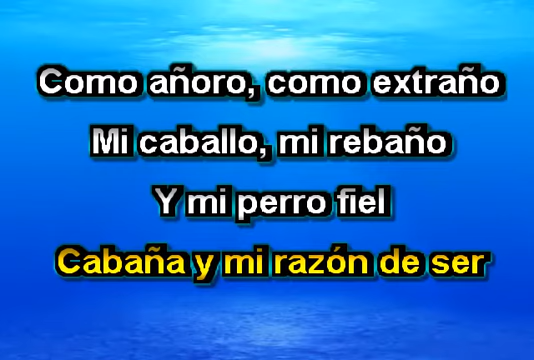 Como añoro, como extraño
Mi caballo, mi rebaño
Y mi perro fiel
Cabaña y mi razón de ser